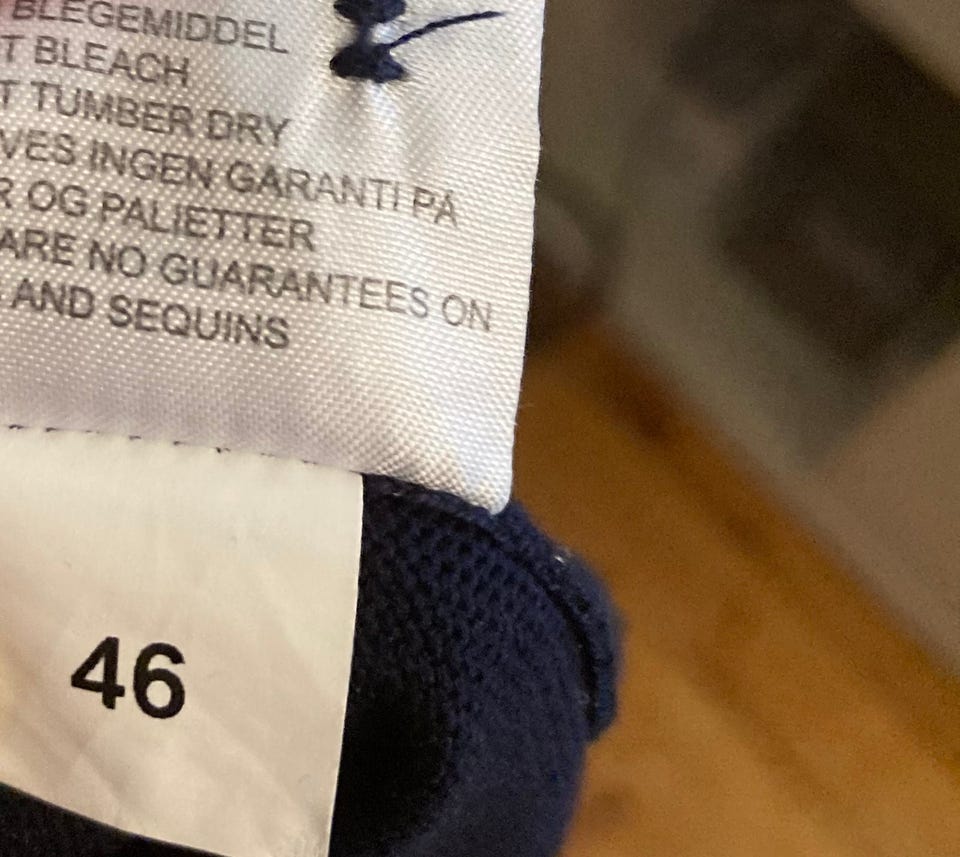 BLEGEMIDDEL
T BLEACH
T TUMBER DRY
VES INGEN GARANTI PÅ
R OG PALIETTER
ARE NO GUARANTEES ON
AND SEQUINS
46